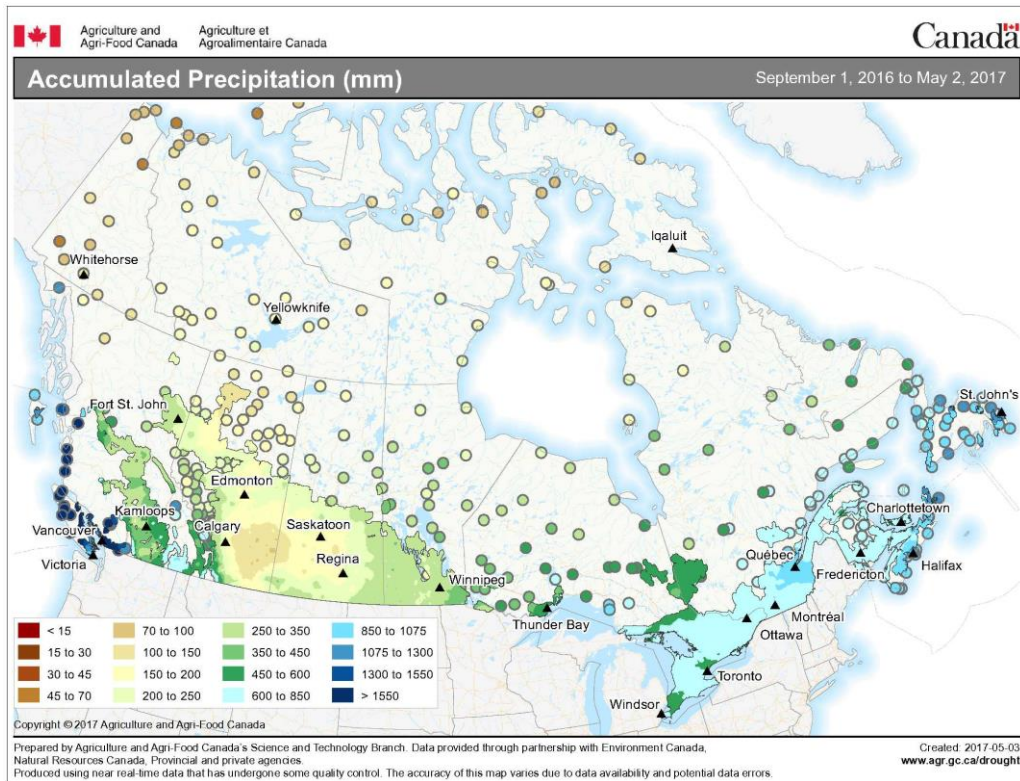 Agriculture and
Agri-Food Canada
Agriculture et
Agroalimentaire Canada
Canada
Accumulated Precipitation (mm)
September 1, 2016 to May 2, 2017
Iqaluit
Whitehorse
Yellowknife
St. John's
Fort St. John
Edmonton
Kamloops
Charlottetown
Vancouver
Calgary
Saskatoon
Québec
Victoria
Regina
Halifax
Winnipeg
Fredericton
Montréal
Thunder Bay
Ottawa
Toronto
Windsor
< 15
15 to 30
30 to 45
45 to 70
70 to 100
100 to 150
150 to 200
200 to 250
250 to 350
350 to 450
450 to 600
600 to 850
850 to 1075
1075 to 1300
1300 to 1550
> 1550
Copyright © 2017 Agriculture and Agri-Food Canada
Prepared by Agriculture and Agri-Food Canada's Science and Technology Branch. Data provided through partnership with Environment Canada,
Natural Resources Canada, Provincial and private agencies.
Produced using near real-time data that has undergone some quality control. The accuracy of this map varies due to data availability and potential data errors.
Created: 2017-05-03
www.agr.gc.ca/drought